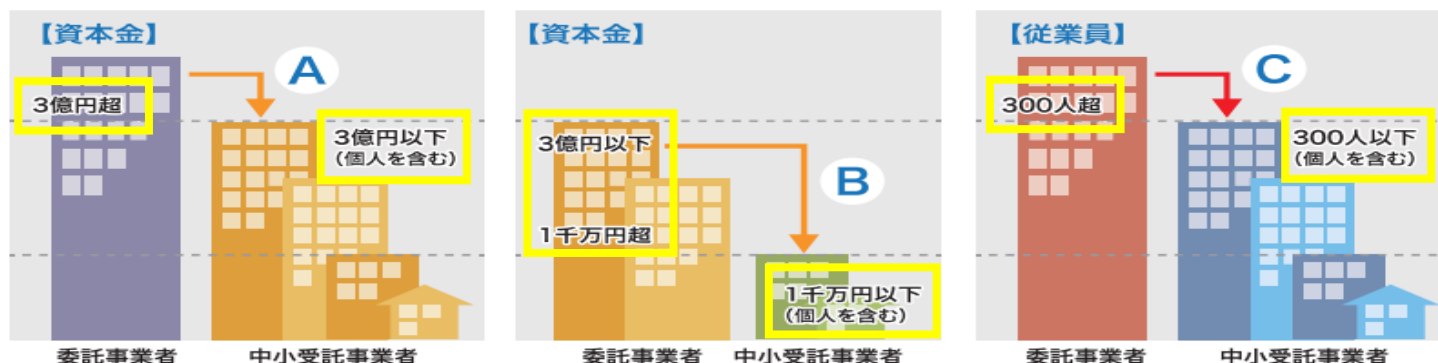 【資本金】
A
3億円超
3億円以下
(個人を含む)
委託事業者
中小受託事業者
【資本金】
3億円以下
B
1千万円超
1千万円以下
(個人を含む)
委託事業者
中小受託事業者
【従業員】
C
300人超
300人以下
(個人を含む)
委託事業者
中小受託事業者